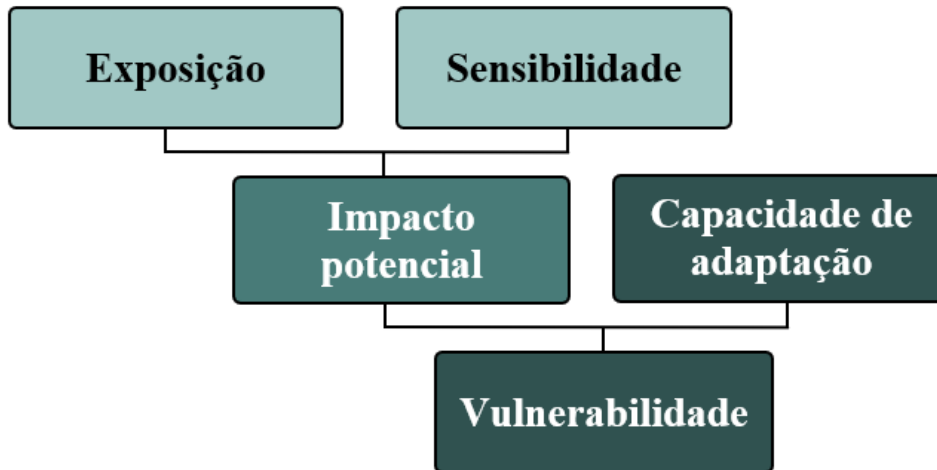 Exposição
Sensibilidade
Impacto
potencial
Capacidade de
adaptação
Vulnerabilidade